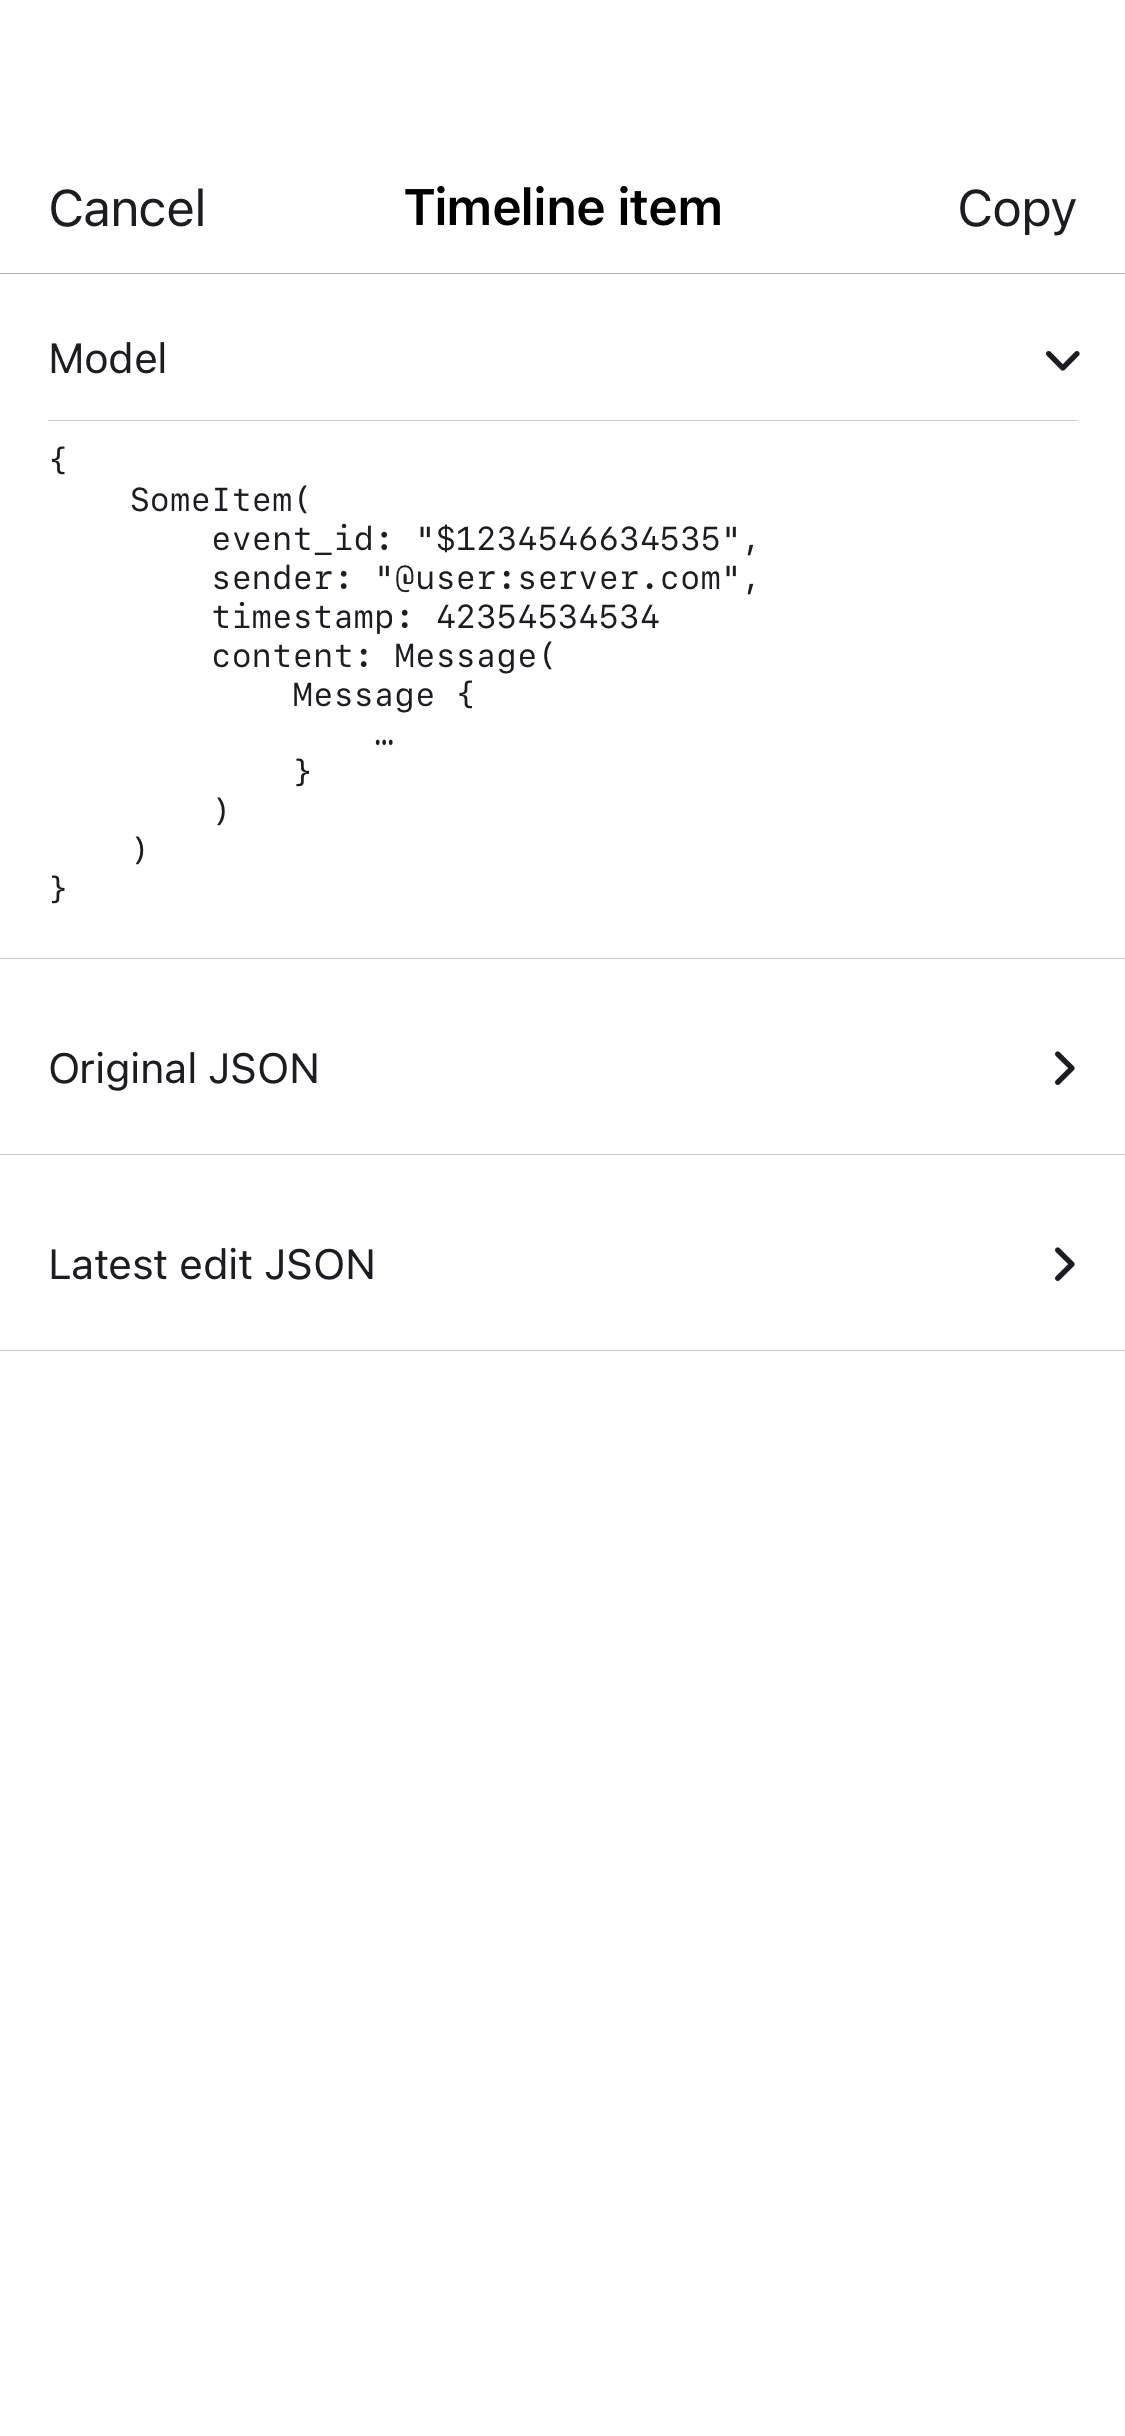 Cancel Timeline item Copy
Model
{
    SomeItem(
        event_id: "$1234546634535",
        sender: "@user:server.com",
        timestamp: 42354534534
        content: Message(
            Message {
                …
            }
        )
    )
}
Original JSON
Latest edit JSON